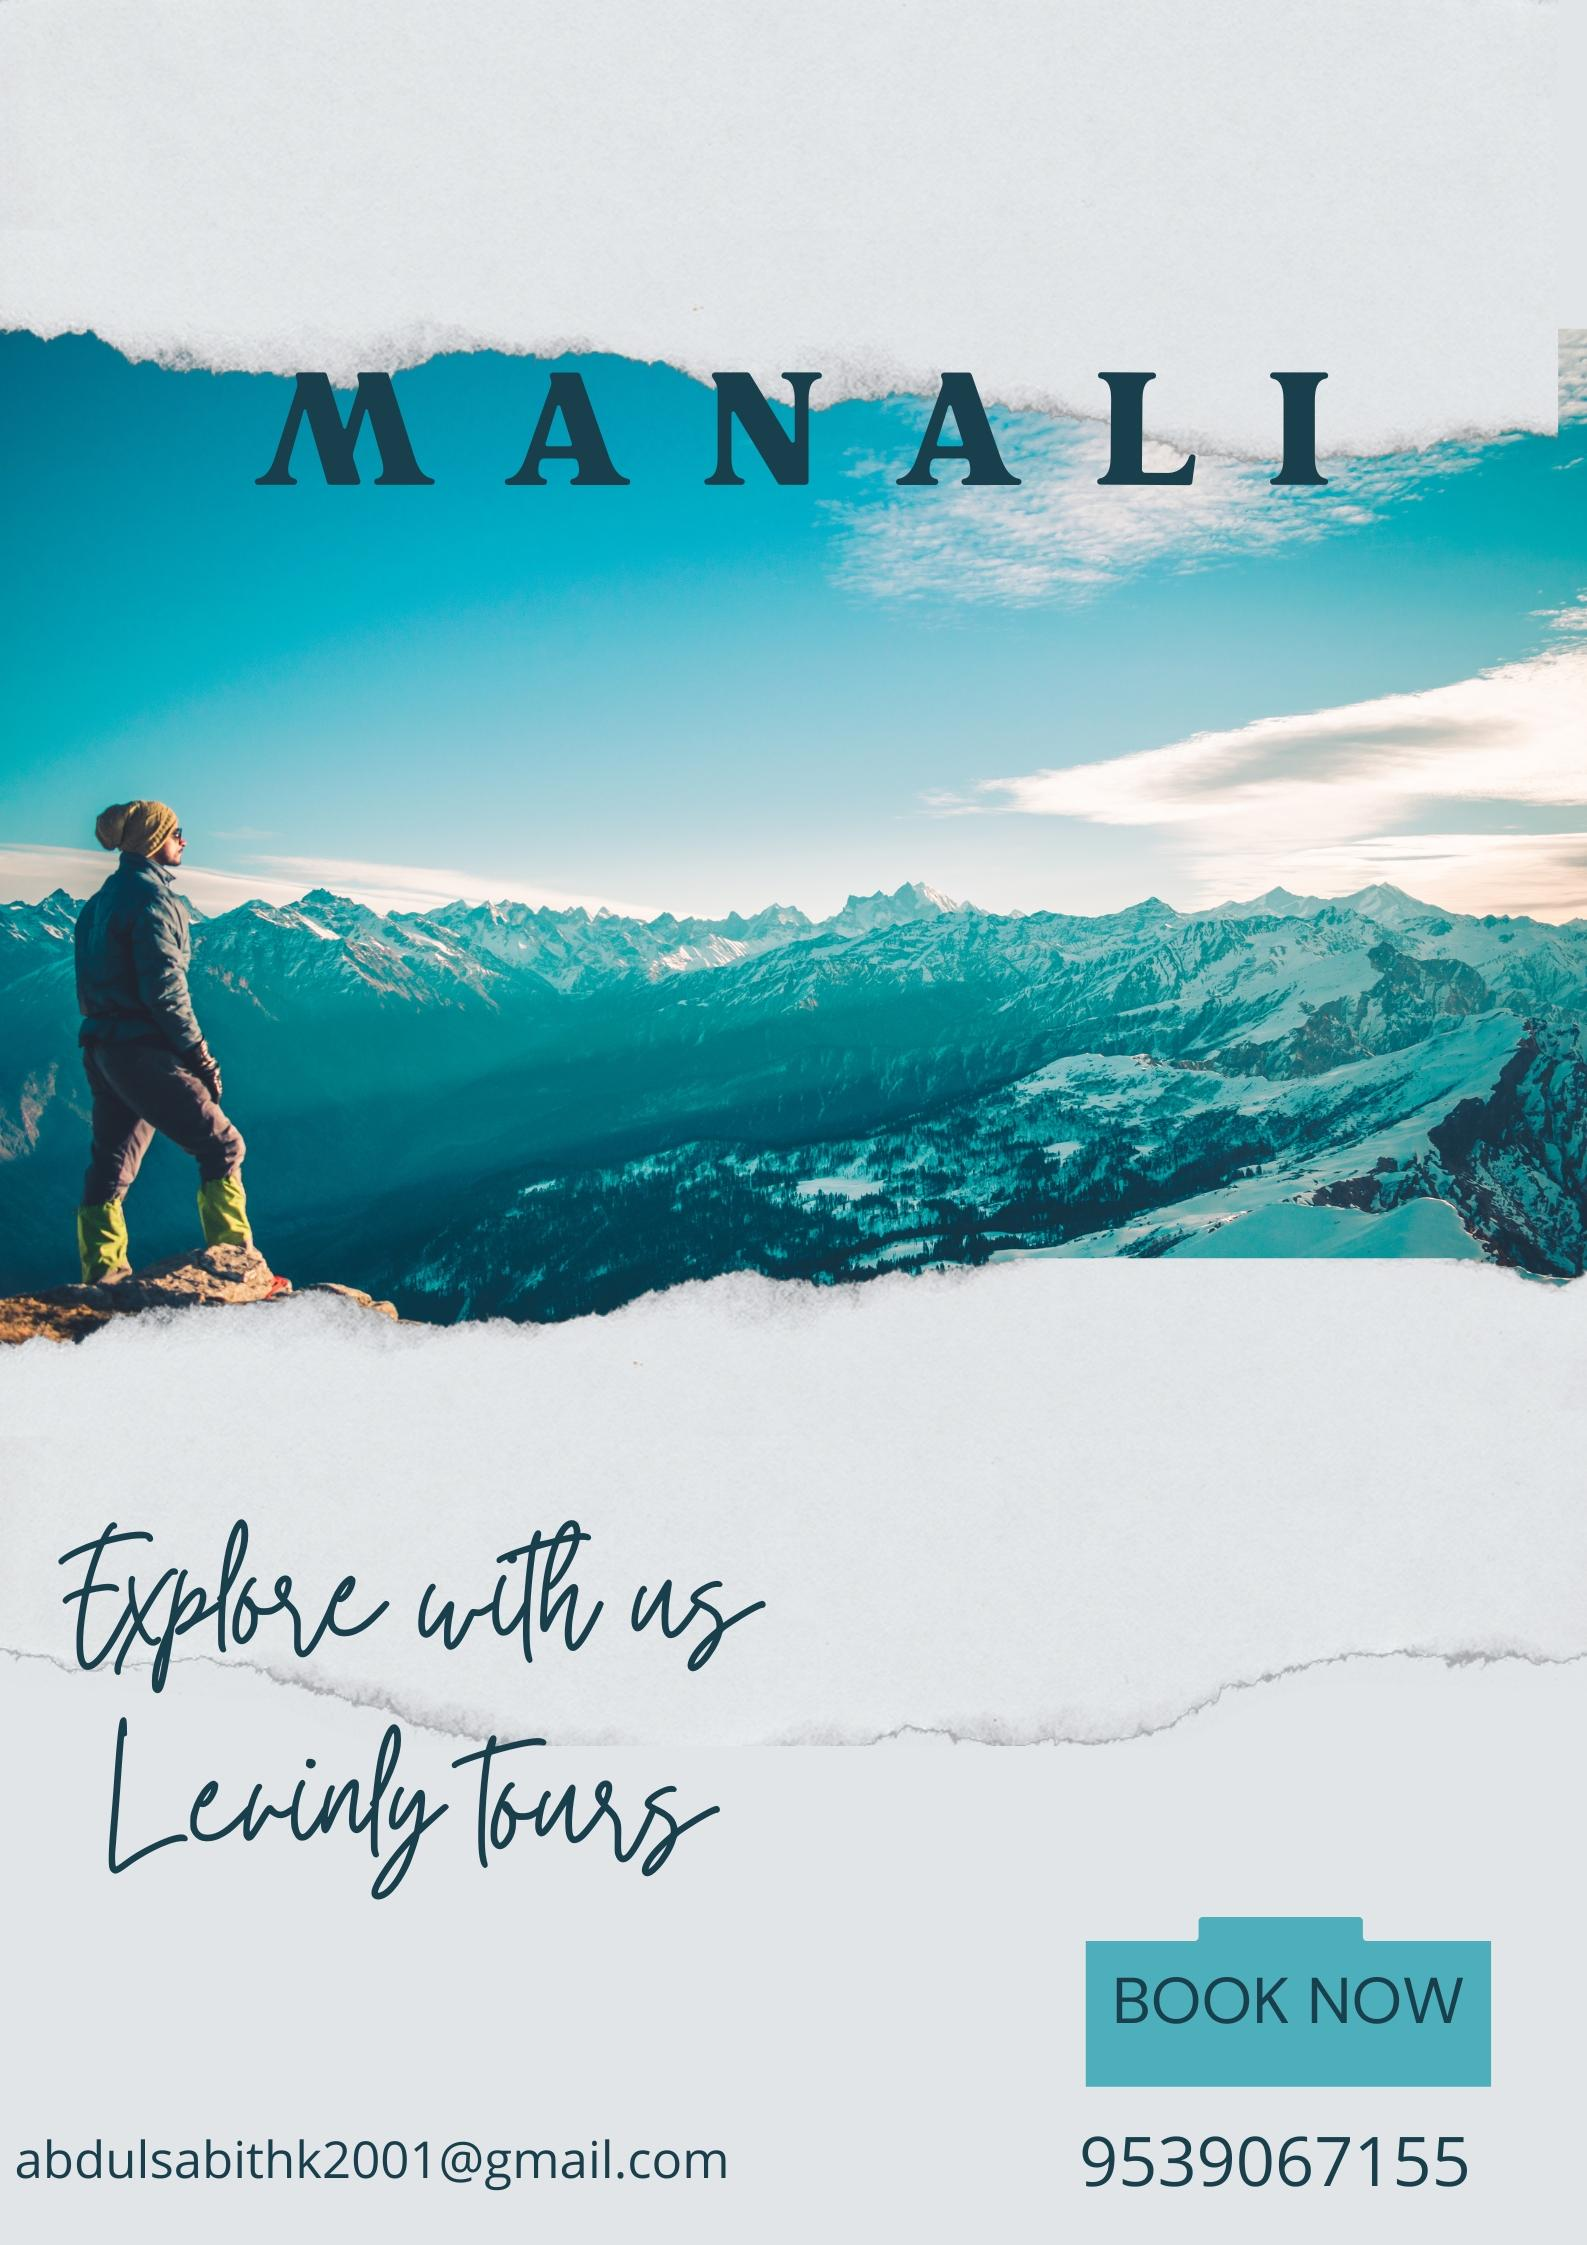 MANALI
Explore with us
Levinly Tours
BOOK NOW
abdulsabithk2001@gmail.com
9539067155